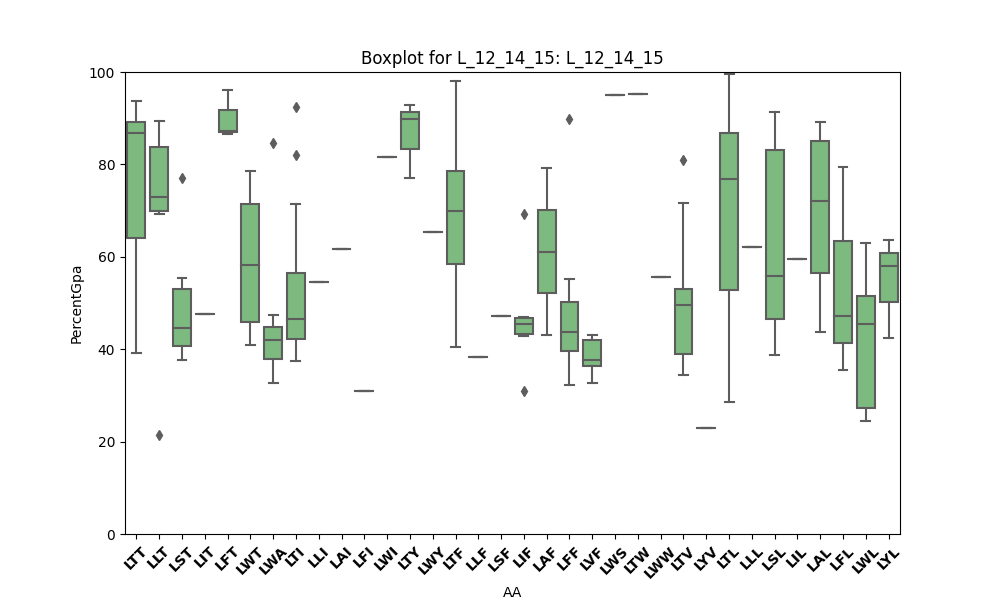 Boxplot for L_12_14_15: L_12_14_15
100
80
60
40
20
0
PercentGpa
LTT LLT LST LIT LFT LWT LWA LTI LLI LAI LFI LWI LTY LWY LTF LLF LSF LIF LAF LFF LVF LWS LTW LWW LTV LYV LTL LLL LSL LIL LAL LFL LWL LYL
AA